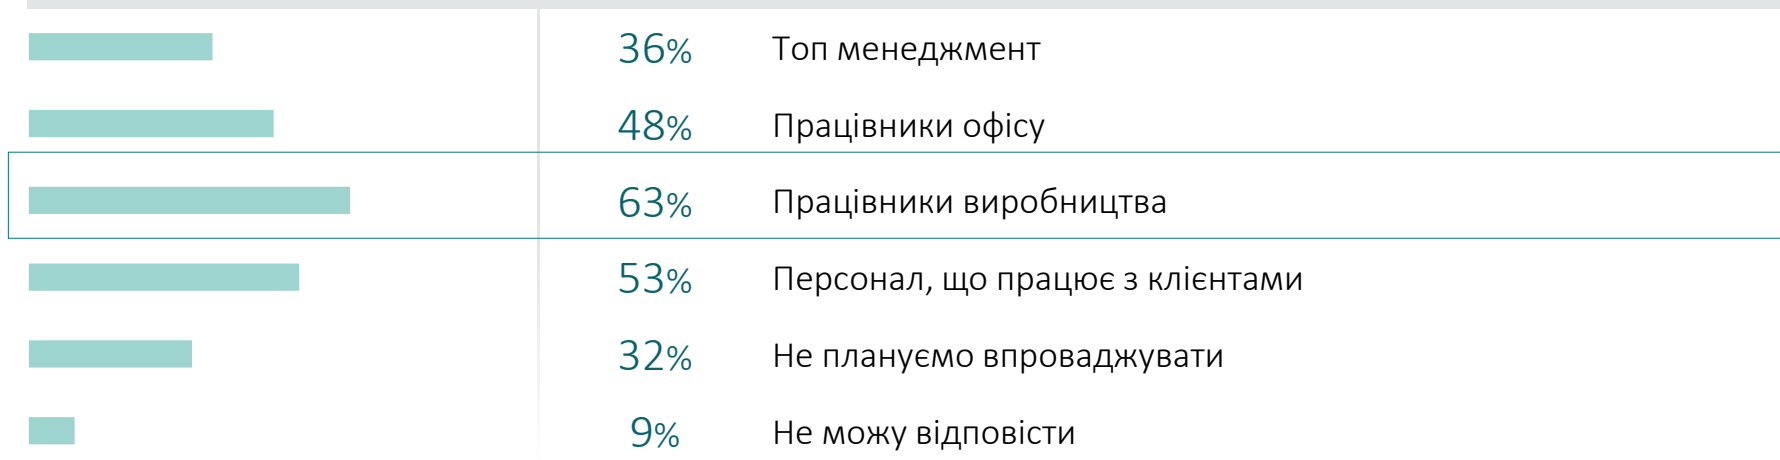 36% Топ менеджмент
48% Працівники офісу
63% Працівники виробництва
53% Персонал, що працює з клієнтами
32% Не плануємо впроваджувати
9% Не можу відповісти